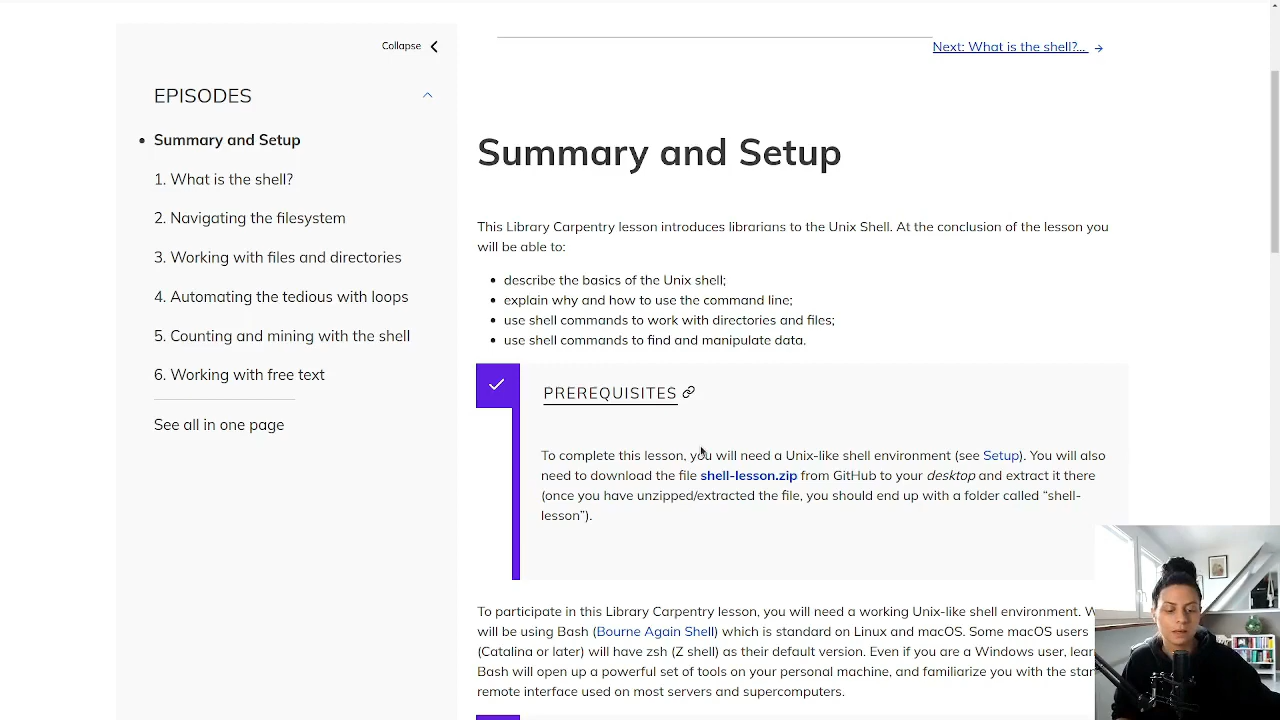 Collapse
Next: What is the shell?...
EPISODES
Summary and Setup
1. What is the shell?
2. Navigating the filesystem
3. Working with files and directories
4. Automating the tedious with loops
5. Counting and mining with the shell
6. Working with free text
See all in one page
Summary and Setup
This Library Carpentry lesson introduces librarians to the Unix Shell. At the conclusion of the lesson you
will be able to:
describe the basics of the Unix shell;
explain why and how to use the command line;
use shell commands to work with directories and files;
use shell commands to find and manipulate data.
PREREQUISITES
To complete this lesson, you will need a Unix-like shell environment (see Setup). You will also
need to download the file shell-lesson.zip from GitHub to your desktop and extract it there
(once you have unzipped/extracted the file, you should end up with a folder called “shell-
lesson”).
To participate in this Library Carpentry lesson, you will need a working Unix-like shell environment.
will be using Bash (Bourne Again Shell) which is standard on Linux and macOS. Some macOS users
(Catalina or later) will have zsh (Z shell) as their default version. Even if you are a Windows user,
Bash will open up a powerful set of tools on your personal machine, and familiarize you with the
remote interface used on most servers and supercomputers.